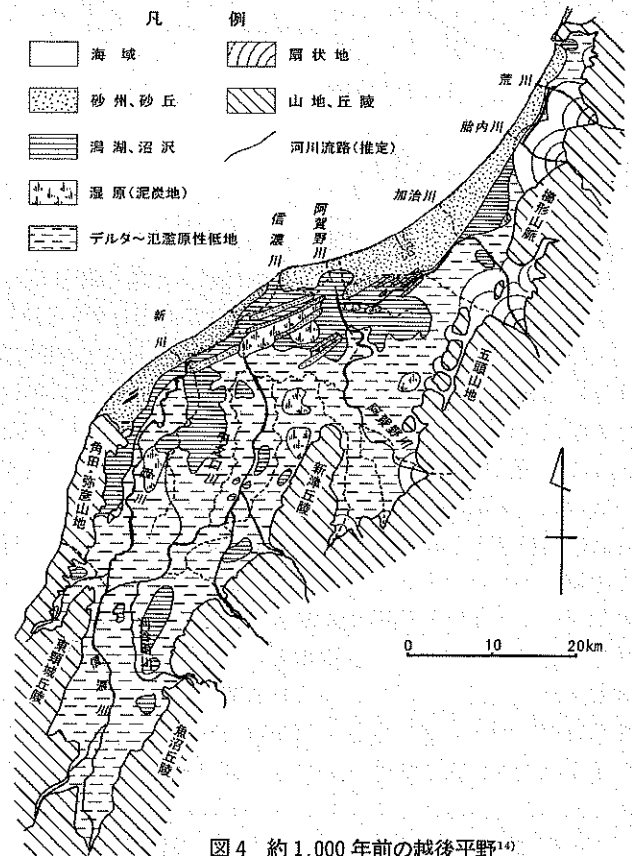 凡 例
海域
砂州、砂丘
潟湖、沼沢
湿原(泥炭地)
デルタ〜氾濫原性低地
扇状地
山地、丘陵
河川流路(推定)
荒川
胎内川
加治川
阿賀野川
信濃川
新川
櫛形山脈
五頭山地
阿賀野川
新津丘陵
角田・弥彦山地
東頸城丘陵
魚沼丘陵
0 10 20km
図4 約1,000年前の越後平野¹⁴⁾